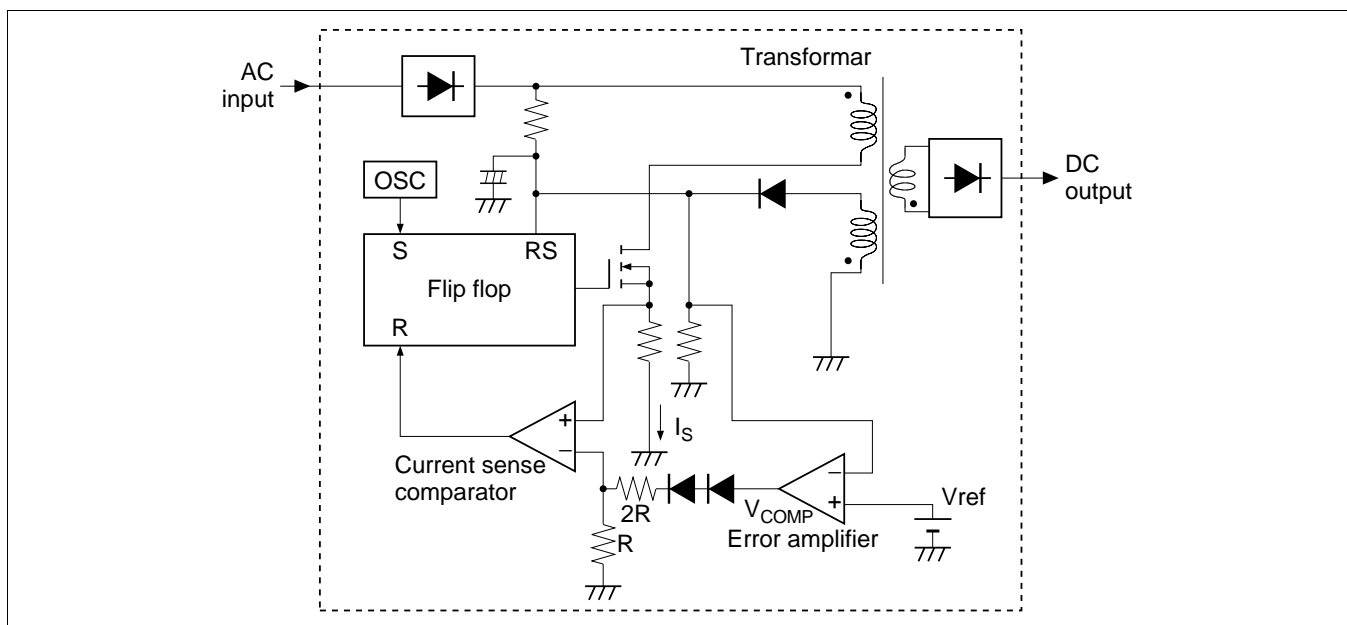 Transformar
AC
input
OSC
DC
output
S
RS
Flip flop
R
+
−
I_S
Current sense
comparator
2R
R
V_COMP
−
+
Error amplifier
Vref